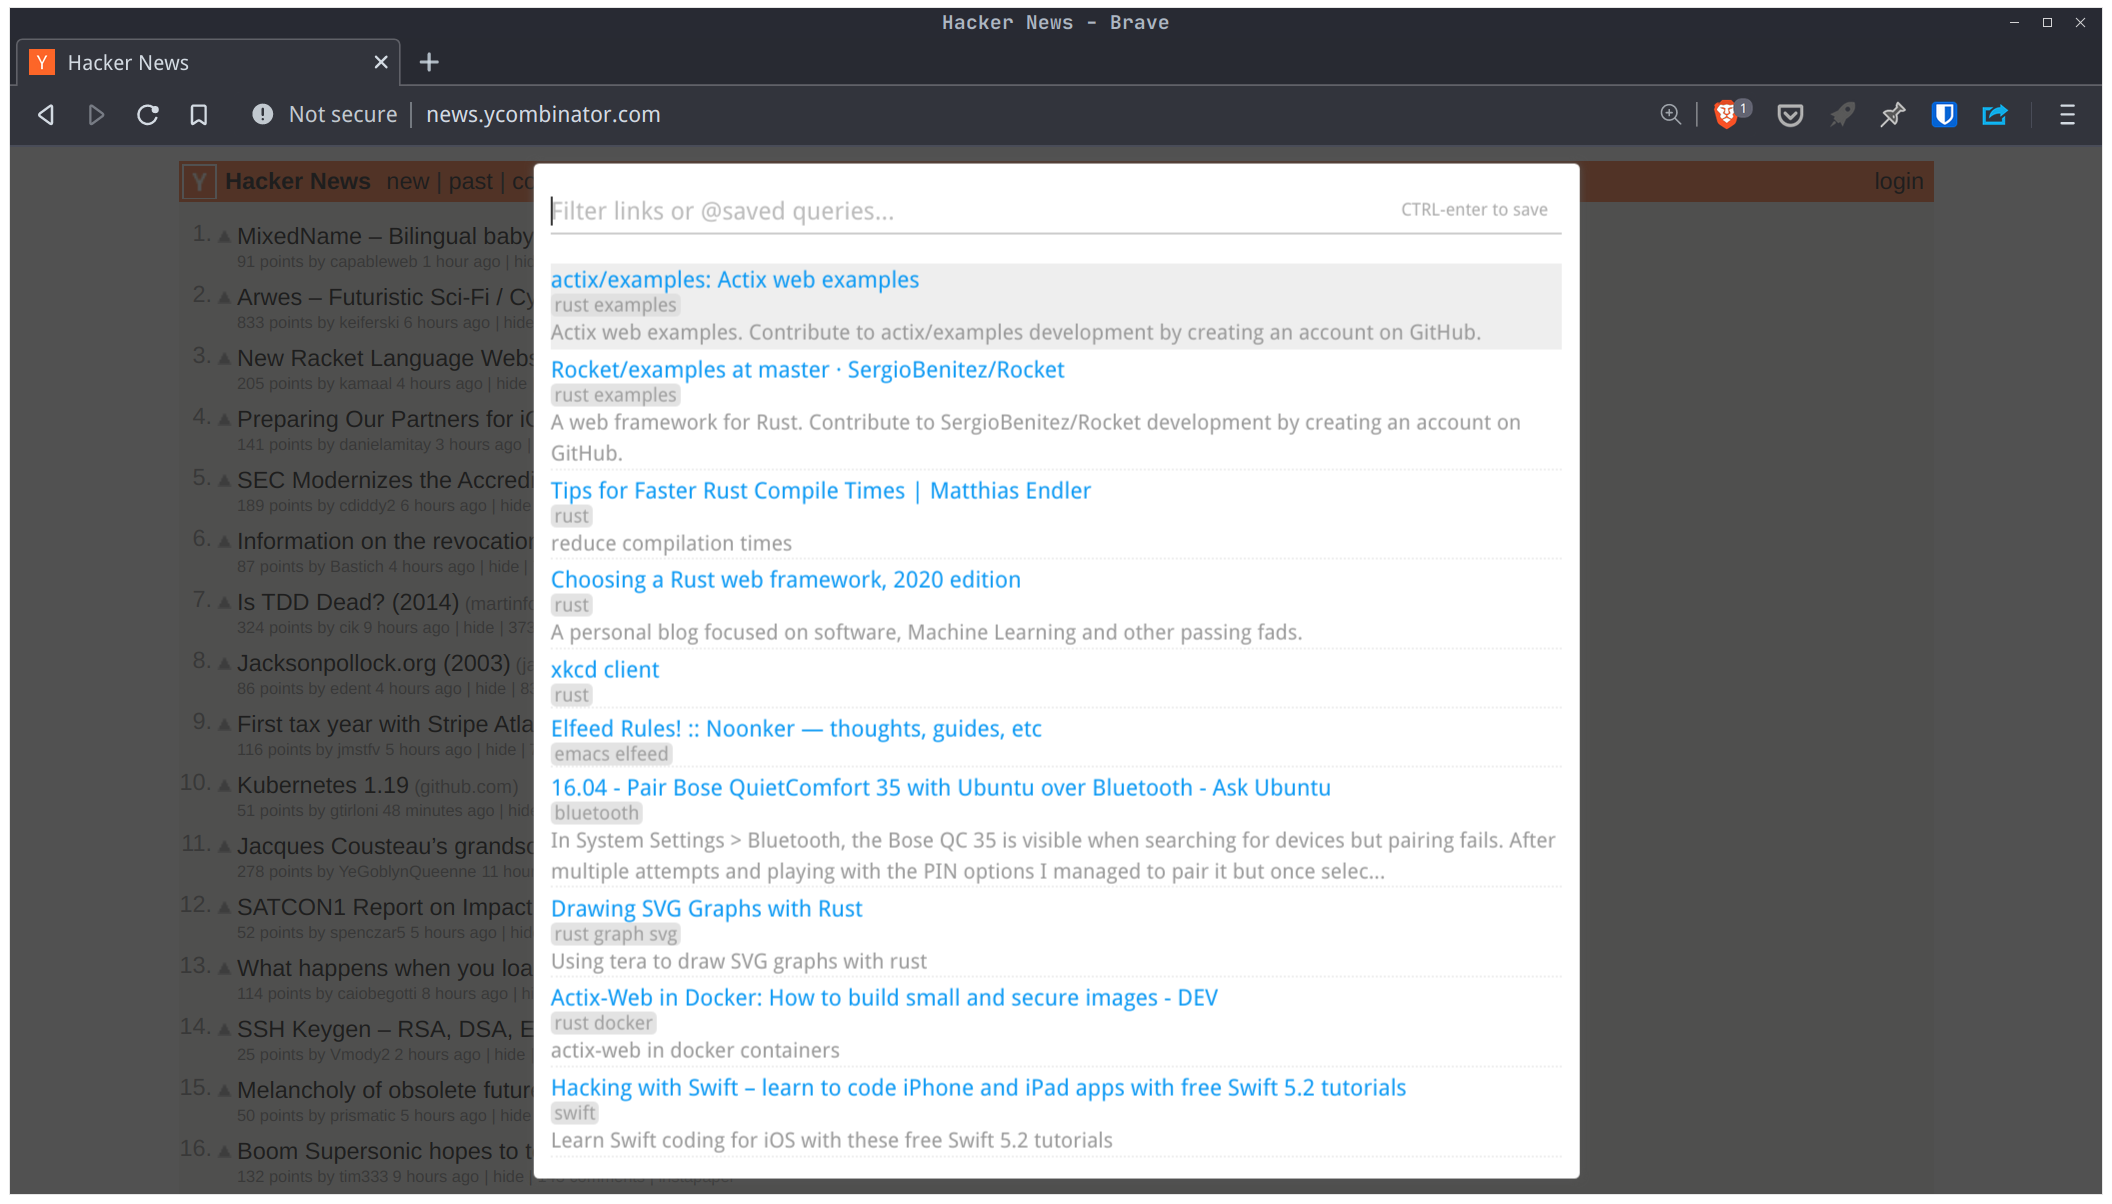 Hacker News - Brave
Y Hacker News
Not secure | news.ycombinator.com
1
Y Hacker News new | past | co
login
Filter links or @saved queries...
CTRL-enter to save
actix/examples: Actix web examples
rust examples
Actix web examples. Contribute to actix/examples development by creating an account on GitHub.
Rocket/examples at master · SergioBenitez/Rocket
rust examples
A web framework for Rust. Contribute to SergioBenitez/Rocket development by creating an account on
GitHub.
Tips for Faster Rust Compile Times | Matthias Endler
rust
reduce compilation times
Choosing a Rust web framework, 2020 edition
rust
A personal blog focused on software, Machine Learning and other passing fads.
xkcd client
rust
Elfeed Rules! :: Noonker — thoughts, guides, etc
emacs elfeed
16.04 - Pair Bose QuietComfort 35 with Ubuntu over Bluetooth - Ask Ubuntu
bluetooth
In System Settings > Bluetooth, the Bose QC 35 is visible when searching for devices but pairing fails. After
multiple attempts and playing with the PIN options I managed to pair it but once selec...
Drawing SVG Graphs with Rust
rust graph svg
Using tera to draw SVG graphs with rust
Actix-Web in Docker: How to build small and secure images - DEV
rust docker
actix-web in docker containers
Hacking with Swift – learn to code iPhone and iPad apps with free Swift 5.2 tutorials
swift
Learn Swift coding for iOS with these free Swift 5.2 tutorials
1. MixedName – Bilingual baby
91 points by capableweb 1 hour ago | hid
2. Arwes – Futuristic Sci-Fi / Cy
833 points by keiferski 6 hours ago | hide
3. New Racket Language Webs
205 points by kamaal 4 hours ago | hide
4. Preparing Our Partners for iO
141 points by danielamitay 3 hours ago |
5. SEC Modernizes the Accredi
189 points by cdiddy2 6 hours ago | hide
6. Information on the revocation
87 points by Bastich 4 hours ago | hide |
7. Is TDD Dead? (2014) (martinfo
324 points by cik 9 hours ago | hide | 373
8. Jacksonpollock.org (2003) (ja
86 points by edent 4 hours ago | hide | 83
9. First tax year with Stripe Atla
116 points by jmstfv 5 hours ago | hide |
10. Kubernetes 1.19 (github.com)
51 points by gtirloni 48 minutes ago | hide
11. Jacques Cousteau's grandso
278 points by YeGoblynQueenne 11 hour
12. SATCON1 Report on Impact
52 points by spenczar5 5 hours ago | hid
13. What happens when you loa
114 points by caiobegotti 8 hours ago | h
14. SSH Keygen – RSA, DSA, E
25 points by Vmody2 2 hours ago | hide
15. Melancholy of obsolete futur
50 points by prismatic 5 hours ago | hide
16. Boom Supersonic hopes to t
132 points by tim333 9 hours ago | hide |